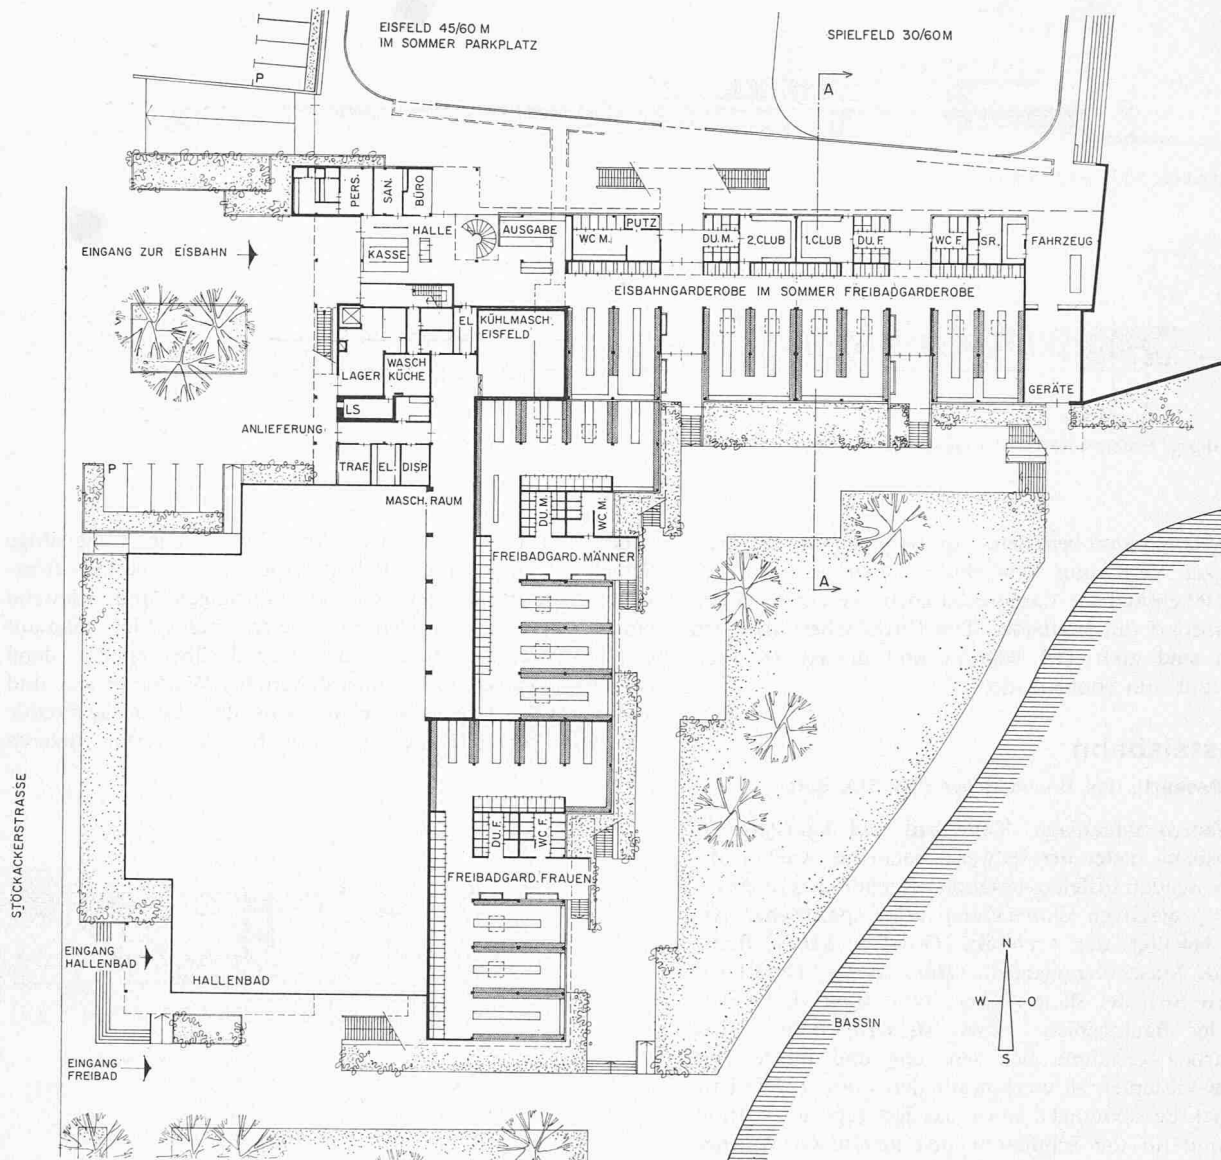 EISFELD 45/60 M
IM SOMMER PARKPLATZ
SPIELFELD 30/60 M
P
A
PERS.
SAN.
BÜRO
HALLE
AUSGABE
PUTZ
WC M.
DU. M.
2. CLUB
1. CLUB
DU. F.
WC F.
SR.
FAHRZEUG
EINGANG ZUR EISBAHN
KASSE
EISBAHNGARDEROBE IM SOMMER FREIBADGARDEROBE
EL
KÜHLMASCH.
EISFELD
LAGER
WASCH
KÜCHE
LS
GERÄTE
ANLIEFERUNG
P
TRAF.
EL.
DISP.
MASCH. RAUM
DU. M.
WC M.
FREIBADGARD. MÄNNER
A
DU. F.
WC F.
FREIBADGARD. FRAUEN
STÖCKACKERSTRASSE
EINGANG
HALLENBAD
HALLENBAD
N
W
O
S
BASSIN
EINGANG
FREIBAD